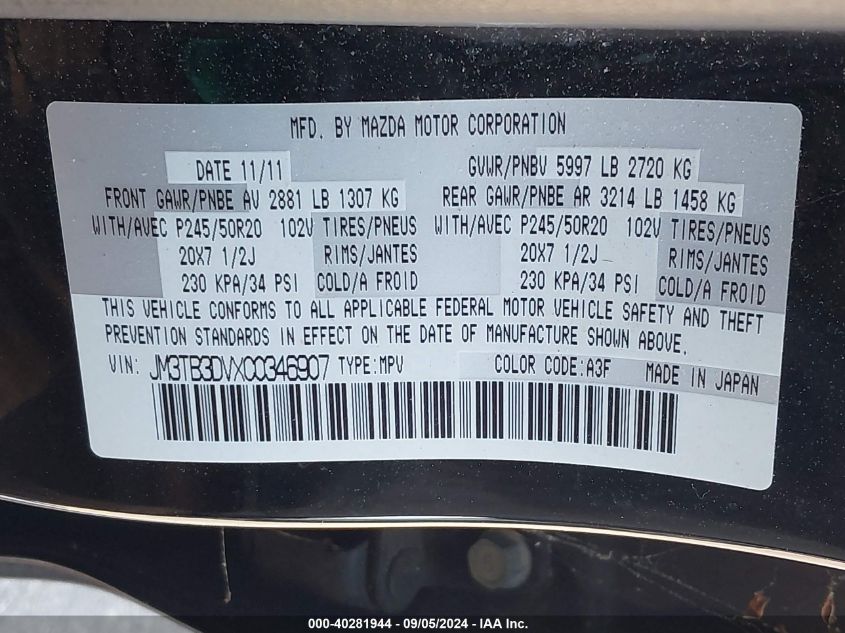 MFD. BY MAZDA MOTOR CORPORATION
DATE 11/11 GVWR/PNBV 5997 LB 2720 KG
FRONT GAWR/PNBE AV 2881 LB 1307 KG REAR GAWR/PNBE AR 3214 LB 1458 KG
WITH/AVEC P245/50R20 102V TIRES/PNEUS WITH/AVEC P245/50R20 102V TIRES/PNEUS
20X7 1/2J RIMS/JANTES 20X7 1/2J RIMS/JANTES
230 KPA/34 PSI COLD/A FROID 230 KPA/34 PSI COLD/A FROID
THIS VEHICLE CONFORMS TO ALL APPLICABLE FEDERAL MOTOR VEHICLE SAFETY AND THEFT
PREVENTION STANDARDS IN EFFECT ON THE DATE OF MANUFACTURE SHOWN ABOVE.
VIN: JM3TB3DVXC0346907 TYPE:MPV COLOR CODE:A3F MADE IN JAPAN
000-40281944 - 09/05/2024 - IAA Inc.